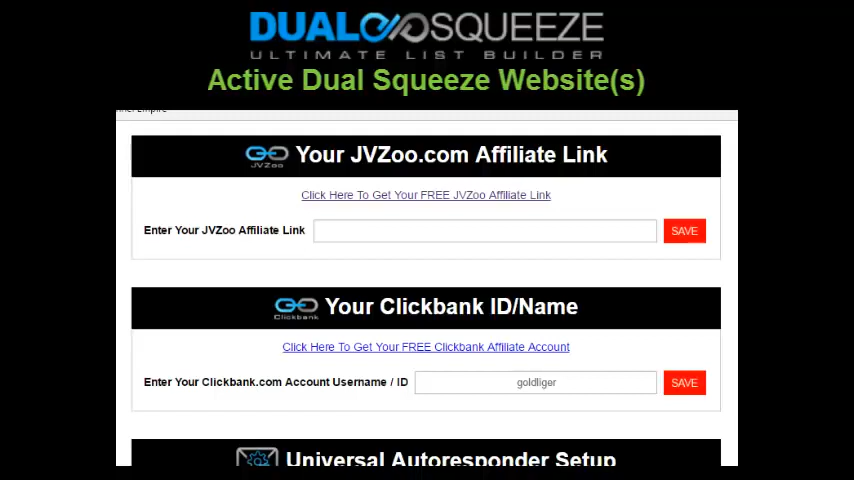 DUAL SQUEEZE
ULTIMATE LIST BUILDER
Active Dual Squeeze Website(s)
JVZoo
Your JVZoo.com Affiliate Link
Click Here To Get Your FREE JVZoo Affiliate Link
Enter Your JVZoo Affiliate Link
SAVE
Clickbank
Your Clickbank ID/Name
Click Here To Get Your FREE Clickbank Affiliate Account
Enter Your Clickbank.com Account Username / ID
goldliger
SAVE
Universal Autoresponder Setup